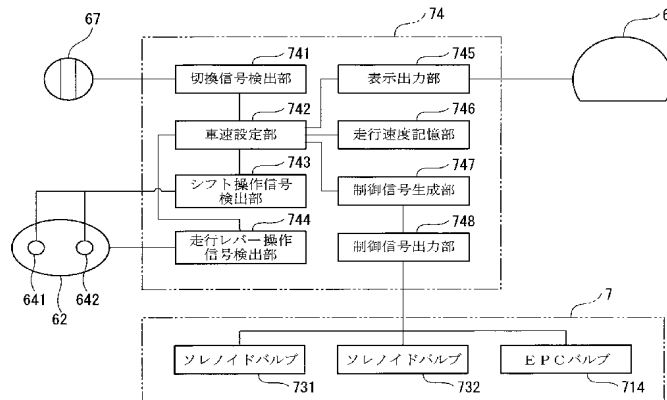 67
74
6
741
切換信号検出部
745
表示出力部
742
車速設定部
746
走行速度記憶部
743
シフト操作信号
検出部
747
制御信号生成部
744
走行レバー操作
信号検出部
748
制御信号出力部
641
642
62
7
ソレノイドバルブ
731
ソレノイドバルブ
732
EPCバルブ
714